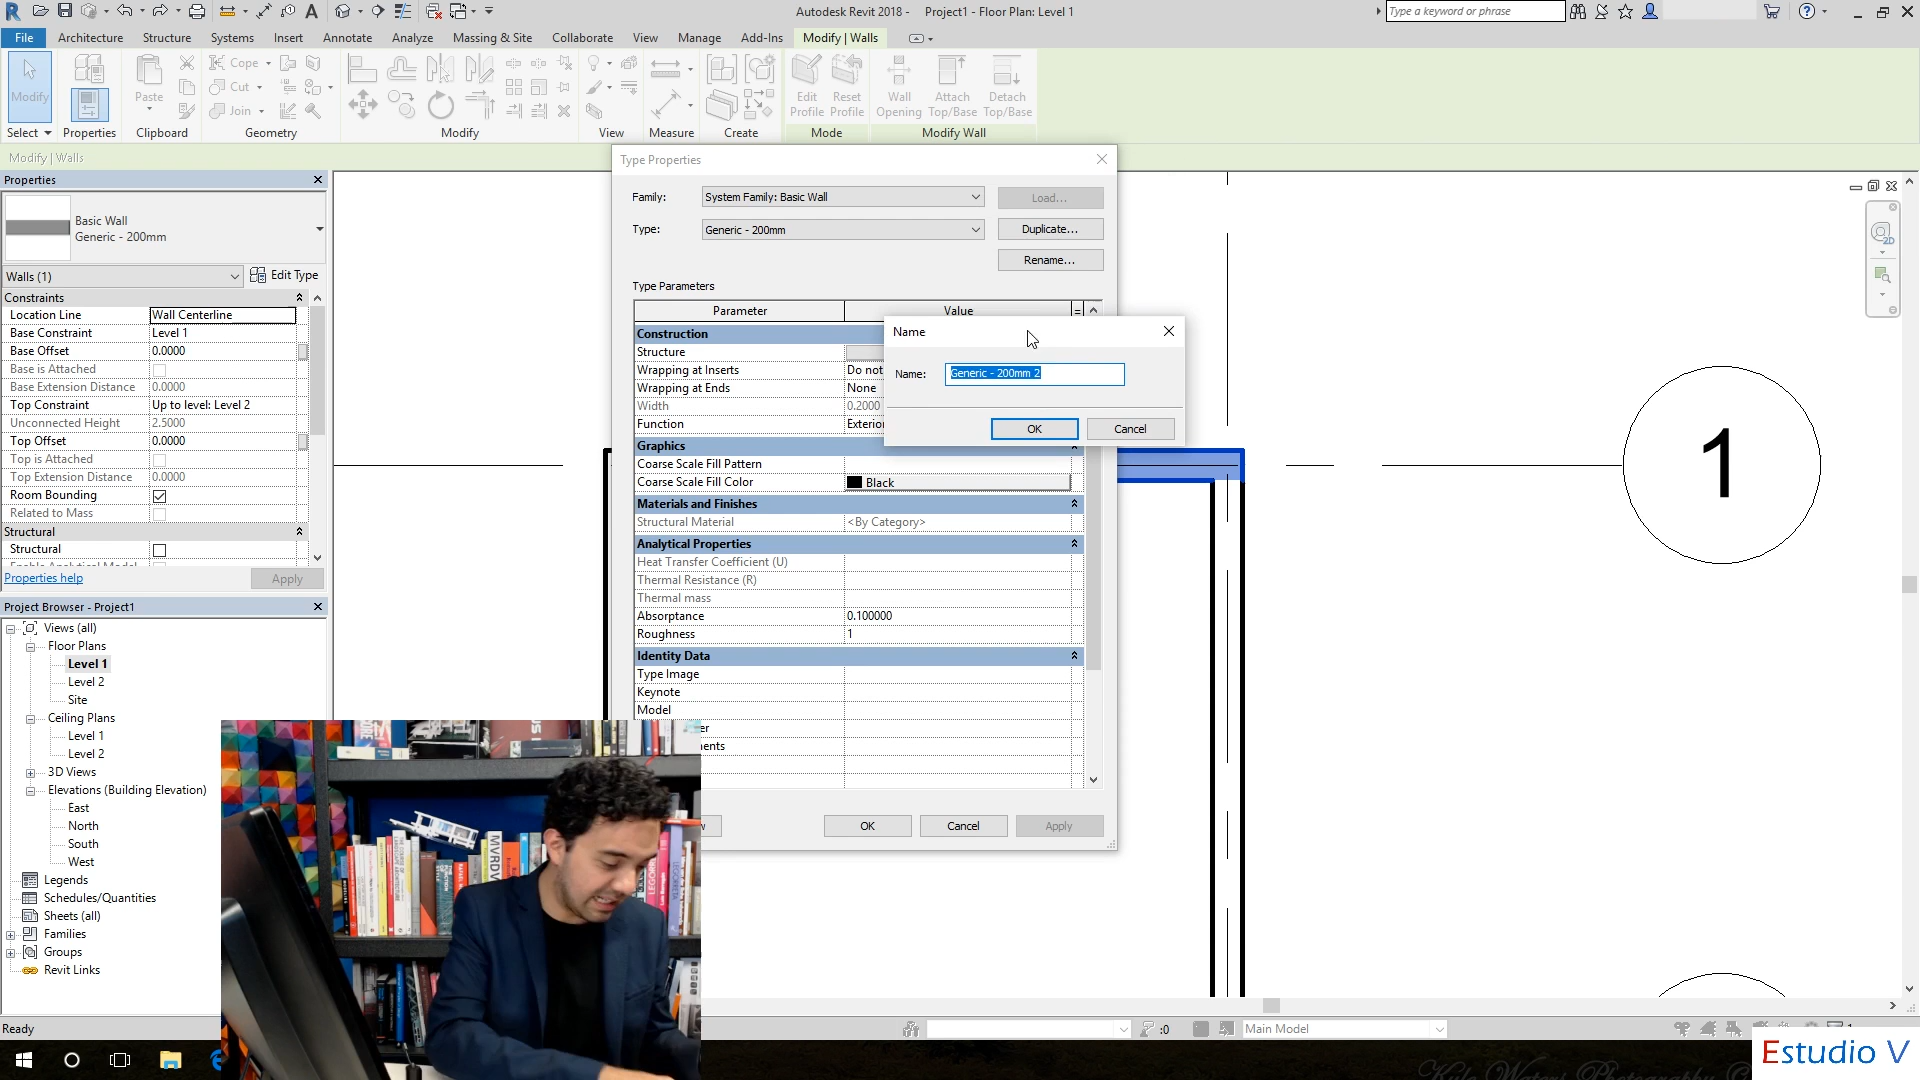 Autodesk Revit 2018 -    Project1 - Floor Plan: Level 1
Type a keyword or phrase
File Architecture Structure Systems Insert Annotate Analyze Massing & Site Collaborate View Manage Add-Ins Modify | Walls
Modify
Paste
Cope
Cut
Join
Edit Profile
Reset Profile
Wall Opening
Attach Top/Base
Detach Top/Base
Select Properties Clipboard Geometry Modify View Measure Create Mode Modify Wall
Modify | Walls
Properties
Basic Wall
Generic - 200mm
Walls (1) Edit Type
Constraints
Location Line Wall Centerline
Base Constraint Level 1
Base Offset 0.0000
Base is Attached
Base Extension Distance 0.0000
Top Constraint Up to level: Level 2
Unconnected Height 2.5000
Top Offset 0.0000
Top is Attached
Top Extension Distance 0.0000
Room Bounding
Related to Mass
Structural
Structural
Properties help Apply
Project Browser - Project1
Views (all)
Floor Plans
Level 1
Level 2
Site
Ceiling Plans
Level 1
Level 2
3D Views
Elevations (Building Elevation)
East
North
South
West
Legends
Schedules/Quantities
Sheets (all)
Families
Groups
Revit Links
Type Properties
Family: System Family: Basic Wall Load...
Type: Generic - 200mm Duplicate...
Rename...
Type Parameters
Parameter Value =
Construction
Structure
Wrapping at Inserts Do not
Wrapping at Ends None
Width 0.2000
Function Exterior
Graphics
Coarse Scale Fill Pattern
Coarse Scale Fill Color Black
Materials and Finishes
Structural Material <By Category>
Analytical Properties
Heat Transfer Coefficient (U)
Thermal Resistance (R)
Thermal mass
Absorptance 0.100000
Roughness 1
Identity Data
Type Image
Keynote
Model
er
ents
OK Cancel Apply
Name
Name: Generic - 200mm 2
OK Cancel
1
2D
MVRDV
LEGORRETA
Ready
:0 Main Model
Estudio V